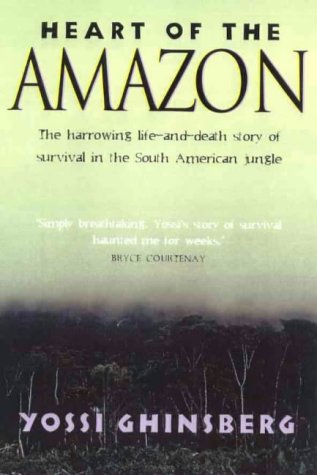 HEART OF THE
AMAZON
The harrowing life-and-death story of
survival in the South American jungle
'Simply breathtaking. Yossi's story of survival
haunted me for weeks.'
BRYCE COURTENAY
YOSSI GHINSBERG